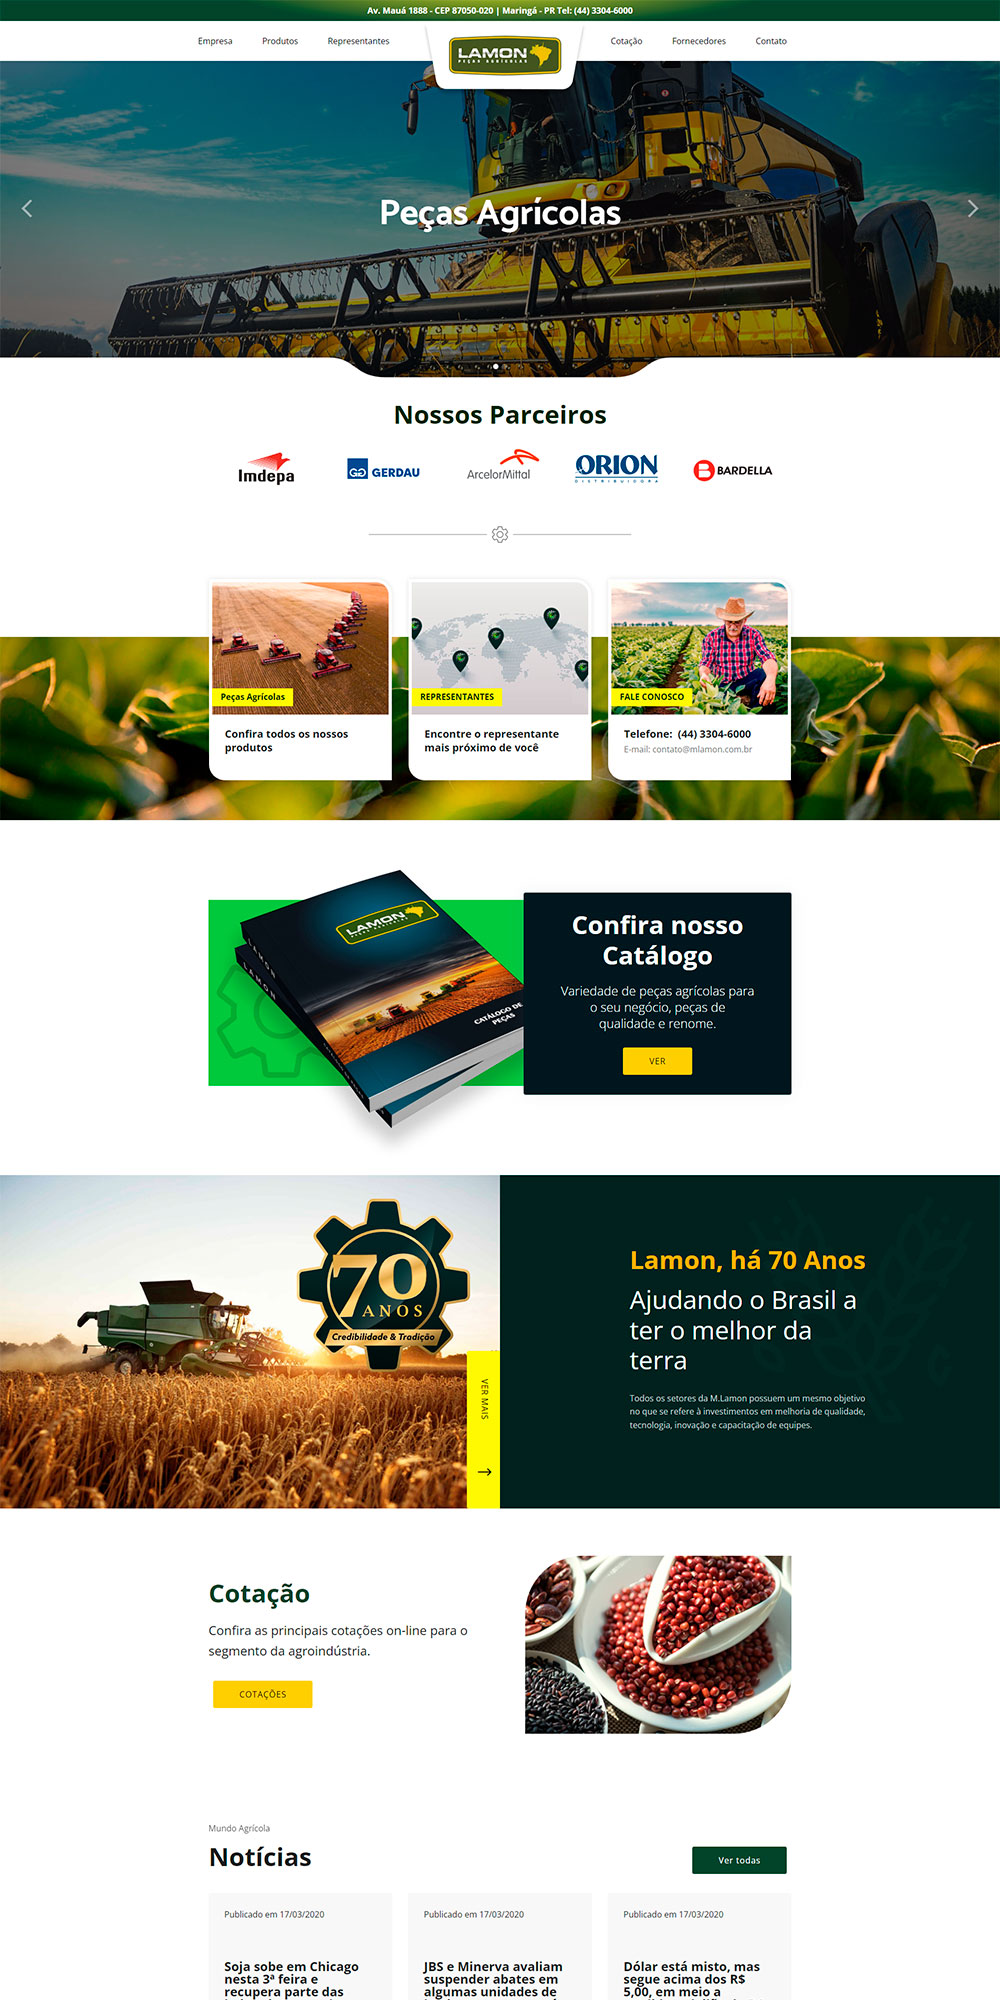 Av. Mauá 1888 - CEP 87050-020 | Maringá - PR Tel: (44) 3304-6000
Empresa
Produtos
Representantes
LAMON
PEÇAS AGRÍCOLAS
Cotação
Fornecedores
Contato
Peças Agrícolas
Nossos Parceiros
Imdepa
GG GERDAU
ArcelorMittal
ORION
DISTRIBUIDORA
B BARDELLA
Peças Agrícolas
Confira todos os nossos
produtos
REPRESENTANTES
Encontre o representante
mais próximo de você
FALE CONOSCO
Telefone: (44) 3304-6000
E-mail: contato@mlamon.com.br
LAMON
PEÇAS AGRÍCOLAS
LAMON
LAMON
CATÁLOGO DE
PEÇAS
Confira nosso
Catálogo
Variedade de peças agrícolas para
o seu negócio, peças de
qualidade e renome.
VER
70
ANOS
Credibilidade & Tradição
VER MAIS
Lamon, há 70 Anos
Ajudando o Brasil a
ter o melhor da
terra
Todos os setores da M.Lamon possuem um mesmo objetivo
no que se refere à investimentos em melhoria de qualidade,
tecnologia, inovação e capacitação de equipes.
Cotação
Confira as principais cotações on-line para o
segmento da agroindústria.
COTAÇÕES
Mundo Agrícola
Notícias
Ver todas
Publicado em 17/03/2020
Soja sobe em Chicago
nesta 3ª feira e
recupera parte das
Publicado em 17/03/2020
JBS e Minerva avaliam
suspender abates em
algumas unidades de
Publicado em 17/03/2020
Dólar está misto, mas
segue acima dos R$
5,00, em meio a